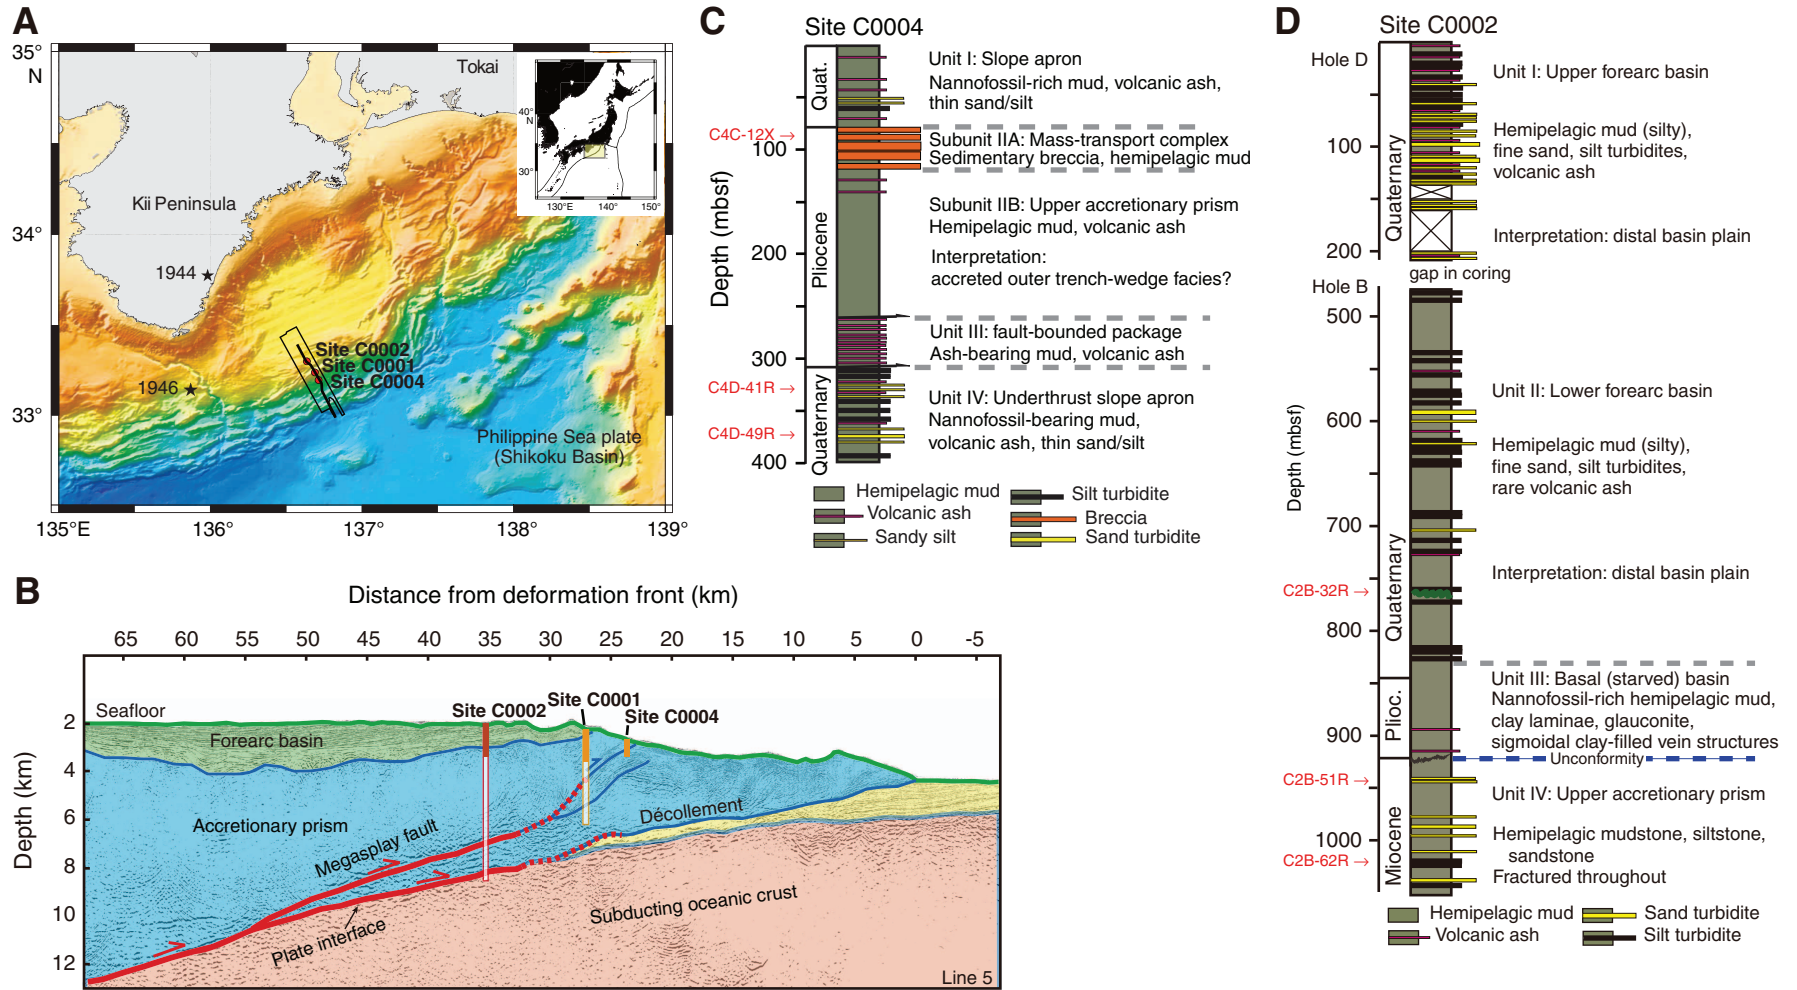 A
35°
N
34°
33°
135°E
136°
137°
138°
139°
Tokai
Kii Peninsula
1944
1946
Site C0002
Site C0001
Site C0004
Philippine Sea plate
(Shikoku Basin)
40°
N
30°
130°E
140°
150°
B
Distance from deformation front (km)
65
60
55
50
45
40
35
30
25
20
15
10
5
0
-5
Depth (km)
2
4
6
8
10
12
Seafloor
Forearc basin
Site C0002
Site C0001
Site C0004
Accretionary prism
Megasplay fault
Décollement
Plate interface
Subducting oceanic crust
Line 5
C
Site C0004
Depth (mbsf)
100
200
300
400
Quat.
Pliocene
Quaternary
C4C-12X →
C4D-41R →
C4D-49R →
Unit I: Slope apron
Nannofossil-rich mud, volcanic ash,
thin sand/silt
Subunit IIA: Mass-transport complex
Sedimentary breccia, hemipelagic mud
Subunit IIB: Upper accretionary prism
Hemipelagic mud, volcanic ash
Interpretation:
accreted outer trench-wedge facies?
Unit III: fault-bounded package
Ash-bearing mud, volcanic ash
Unit IV: Underthrust slope apron
Nannofossil-bearing mud,
volcanic ash, thin sand/silt
Hemipelagic mud
Volcanic ash
Sandy silt
Silt turbidite
Breccia
Sand turbidite
D
Site C0002
Hole D
100
200
Quaternary
Unit I: Upper forearc basin
Hemipelagic mud (silty),
fine sand, silt turbidites,
volcanic ash
Interpretation: distal basin plain
gap in coring
Hole B
Depth (mbsf)
500
600
700
800
900
1000
Quaternary
Plioc.
Miocene
C2B-32R →
C2B-51R →
C2B-62R →
Unit II: Lower forearc basin
Hemipelagic mud (silty),
fine sand, silt turbidites,
rare volcanic ash
Interpretation: distal basin plain
Unit III: Basal (starved) basin
Nannofossil-rich hemipelagic mud,
clay laminae, glauconite,
sigmoidal clay-filled vein structures
Unconformity
Unit IV: Upper accretionary prism
Hemipelagic mudstone, siltstone,
sandstone
Fractured throughout
Hemipelagic mud
Volcanic ash
Sand turbidite
Silt turbidite